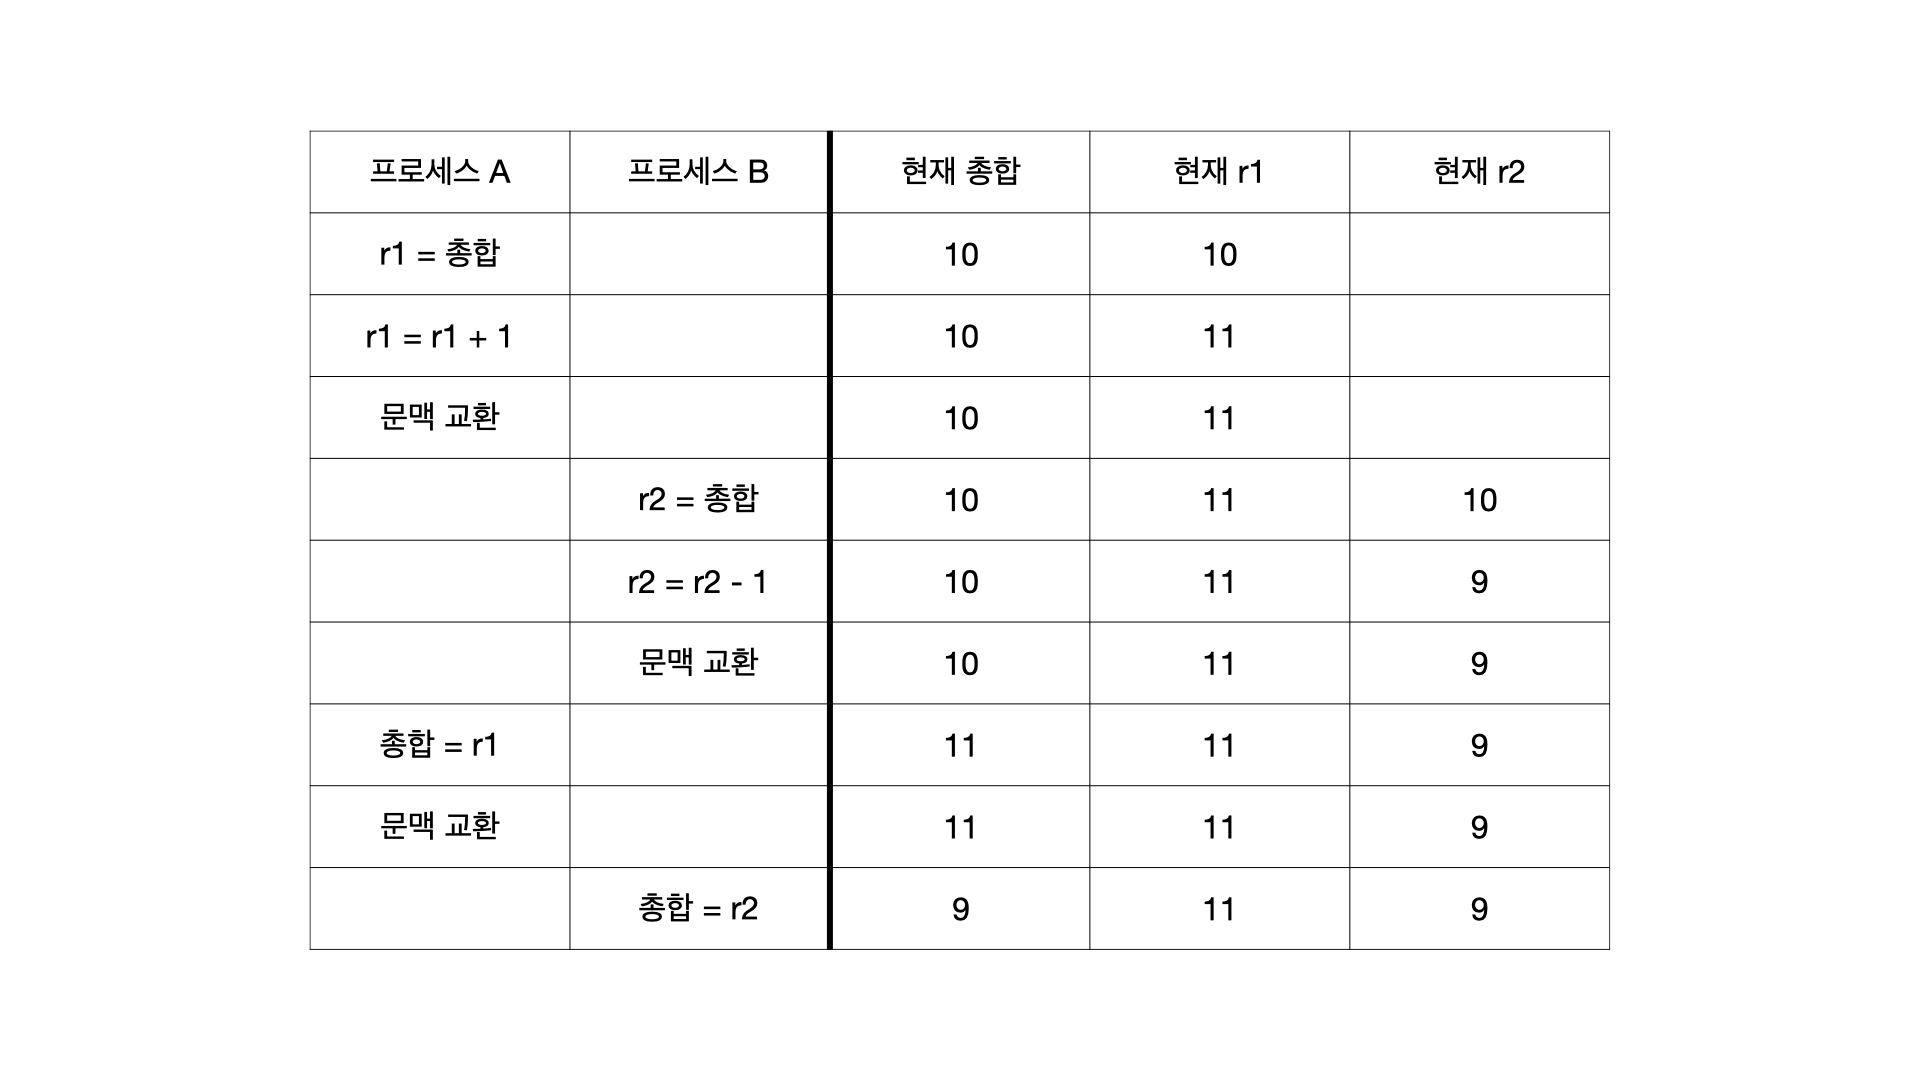 프로세스 A 프로세스 B 현재 총합 현재 r1 현재 r2
r1 = 총합 10 10
r1 = r1 + 1 10 11
문맥 교환 10 11
r2 = 총합 10 11 10
r2 = r2 - 1 10 11 9
문맥 교환 10 11 9
총합 = r1 11 11 9
문맥 교환 11 11 9
총합 = r2 9 11 9